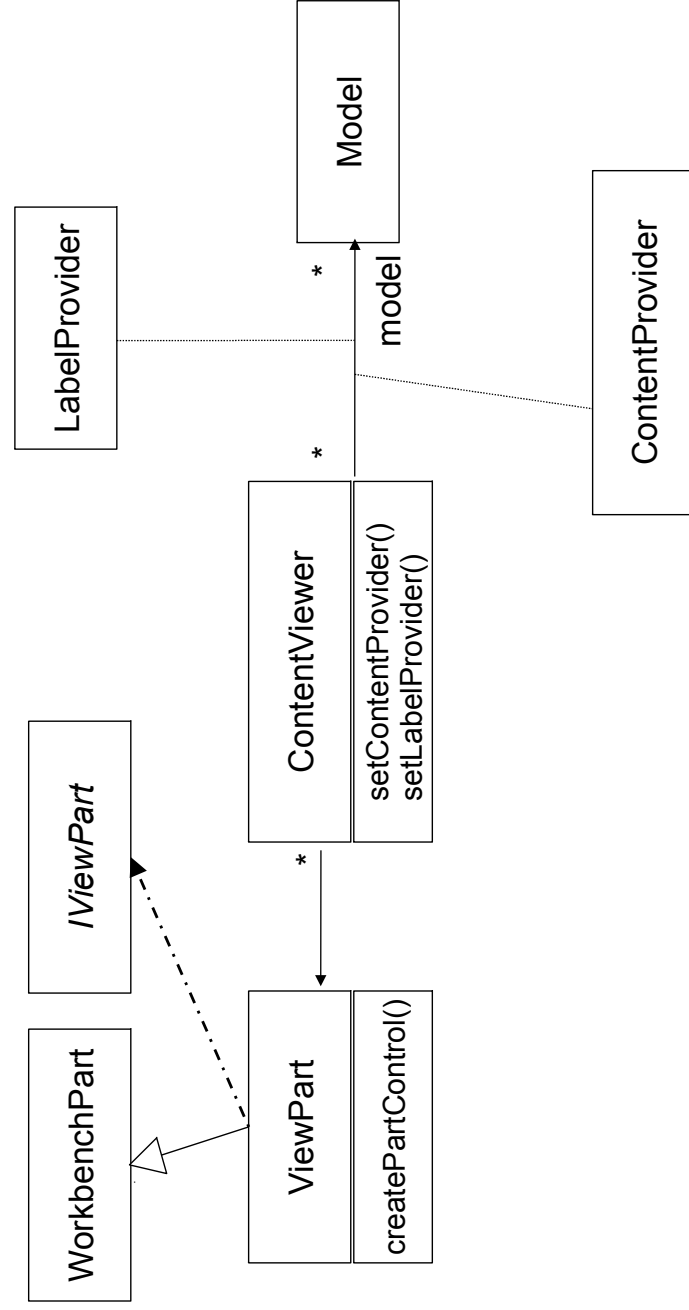 WorkbenchPart
IViewPart
LabelProvider
ViewPart
createPartControl()
*
ContentViewer
setContentProvider()
setLabelProvider()
*
*
model
Model
ContentProvider